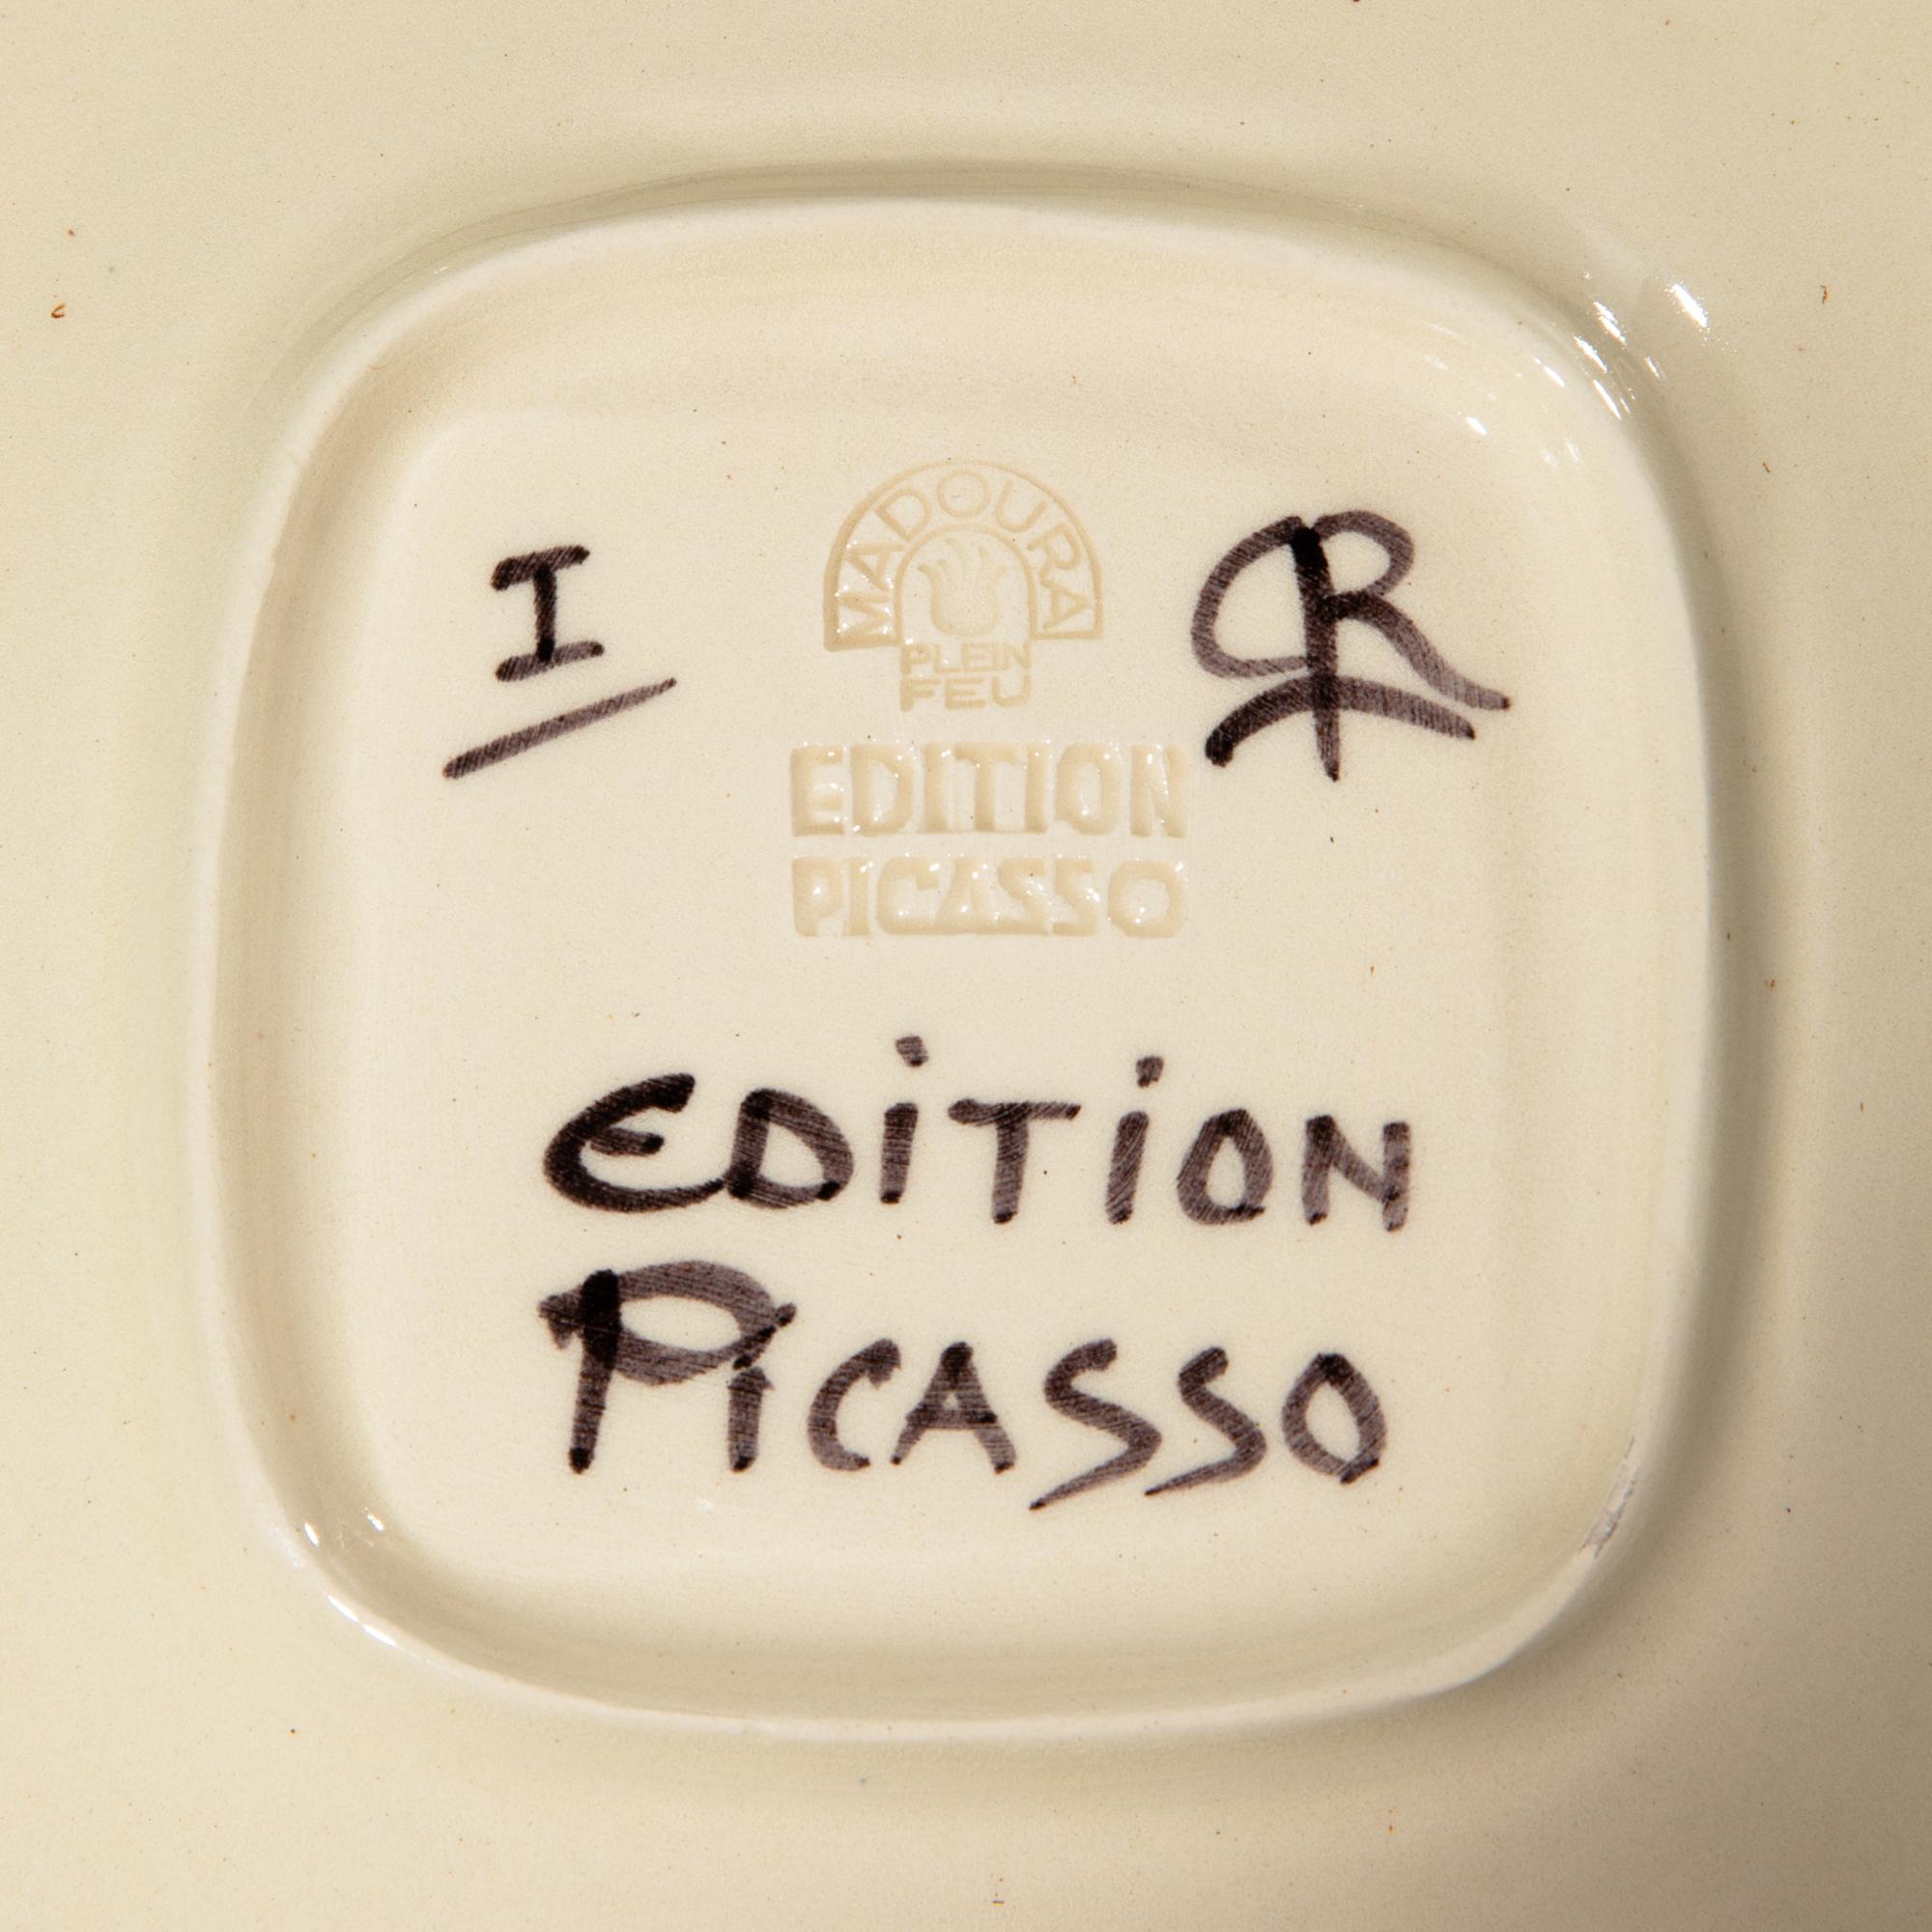 I
MADOURA
PLEIN
FEU
EDITION
PICASSO
EDITION
PICASSO